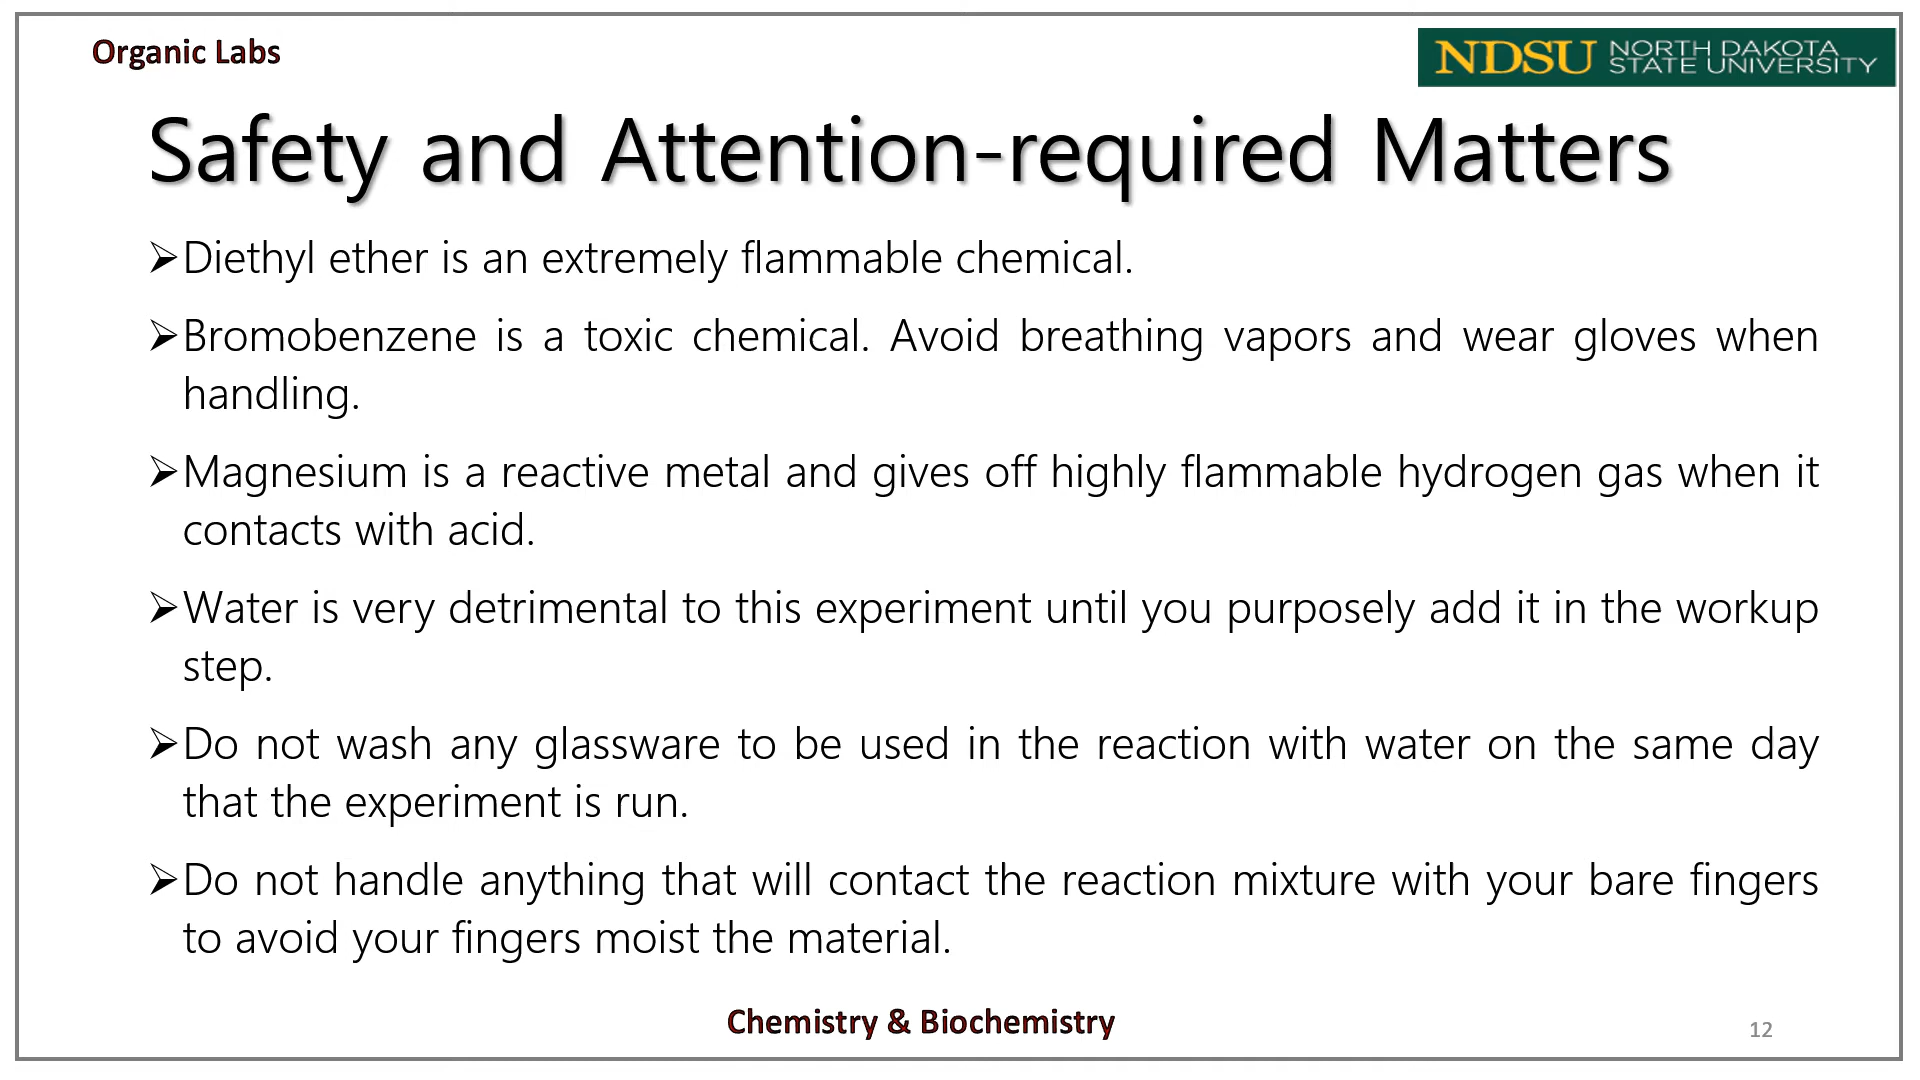 Organic Labs
NDSU NORTH DAKOTA
STATE UNIVERSITY
Safety and Attention-required Matters
➢Diethyl ether is an extremely flammable chemical.
➢Bromobenzene is a toxic chemical. Avoid breathing vapors and wear gloves when
handling.
➢Magnesium is a reactive metal and gives off highly flammable hydrogen gas when it
contacts with acid.
➢Water is very detrimental to this experiment until you purposely add it in the workup
step.
➢Do not wash any glassware to be used in the reaction with water on the same day
that the experiment is run.
➢Do not handle anything that will contact the reaction mixture with your bare fingers
to avoid your fingers moist the material.
Chemistry & Biochemistry
12